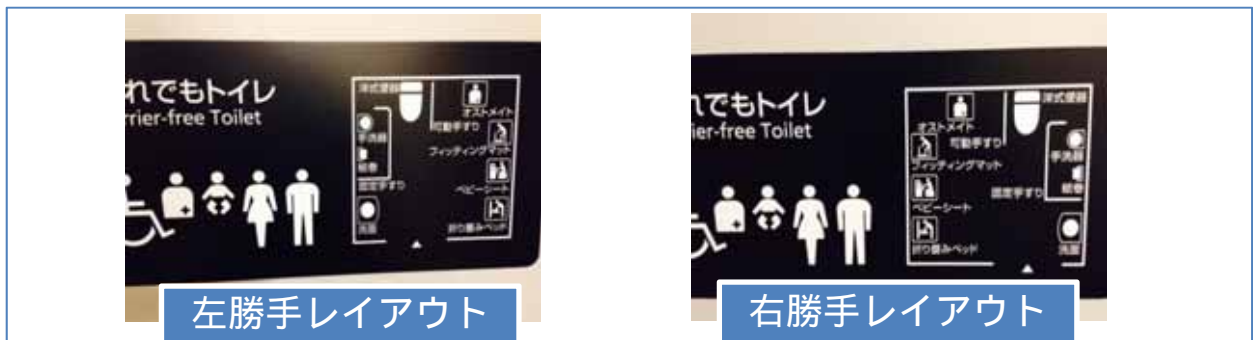 れでもトイレ
rrier-free Toilet
洋式便器
オストメイト
可動手すり
手洗器
フィッティングマット
紙巻
固定手すり
ベビーシート
洗面
折り畳みベッド
左勝手レイアウト
れでもトイレ
ier-free Toilet
洋式便器
オストメイト
可動手すり
手洗器
フィッティングマット
紙巻
固定手すり
ベビーシート
洗面
折り畳みベッド
右勝手レイアウト